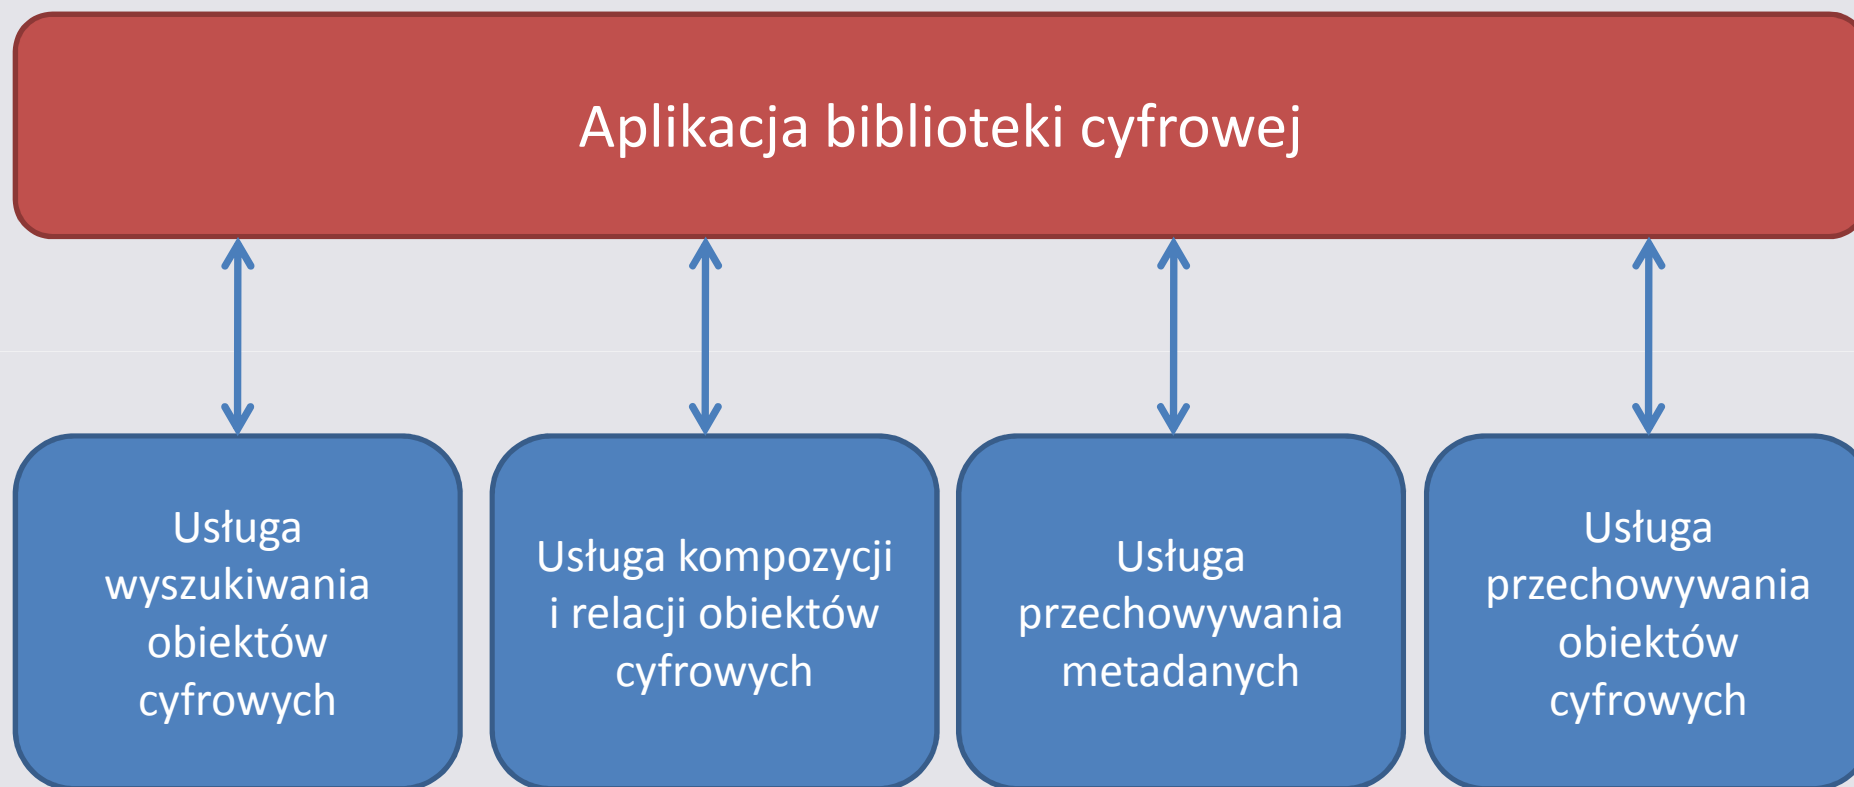 Aplikacja biblioteki cyfrowej
Usługa
wyszukiwania
obiektów
cyfrowych
Usługa kompozycji
i relacji obiektów
cyfrowych
Usługa
przechowywania
metadanych
Usługa
przechowywania
obiektów
cyfrowych